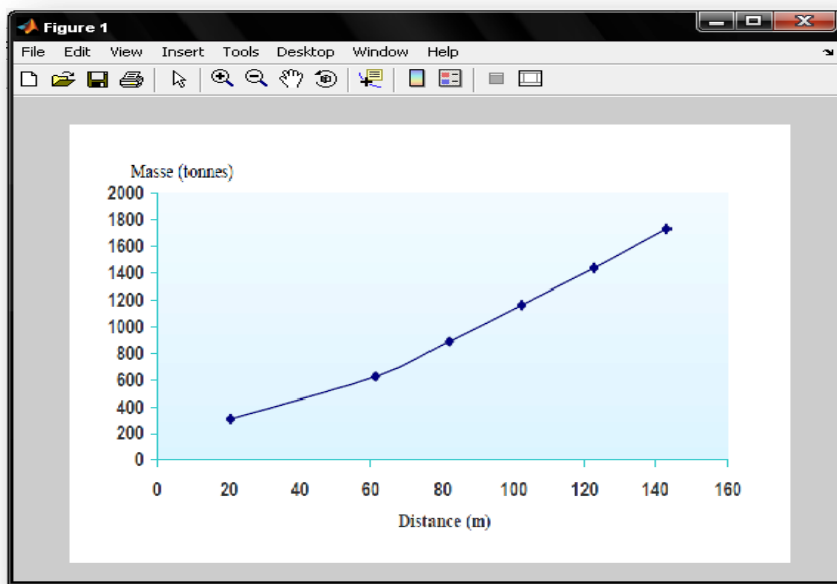 Figure 1
File Edit View Insert Tools Desktop Window Help
Masse (tonnes)
2000
1800
1600
1400
1200
1000
800
600
400
200
0
0 20 40 60 80 100 120 140 160
Distance (m)